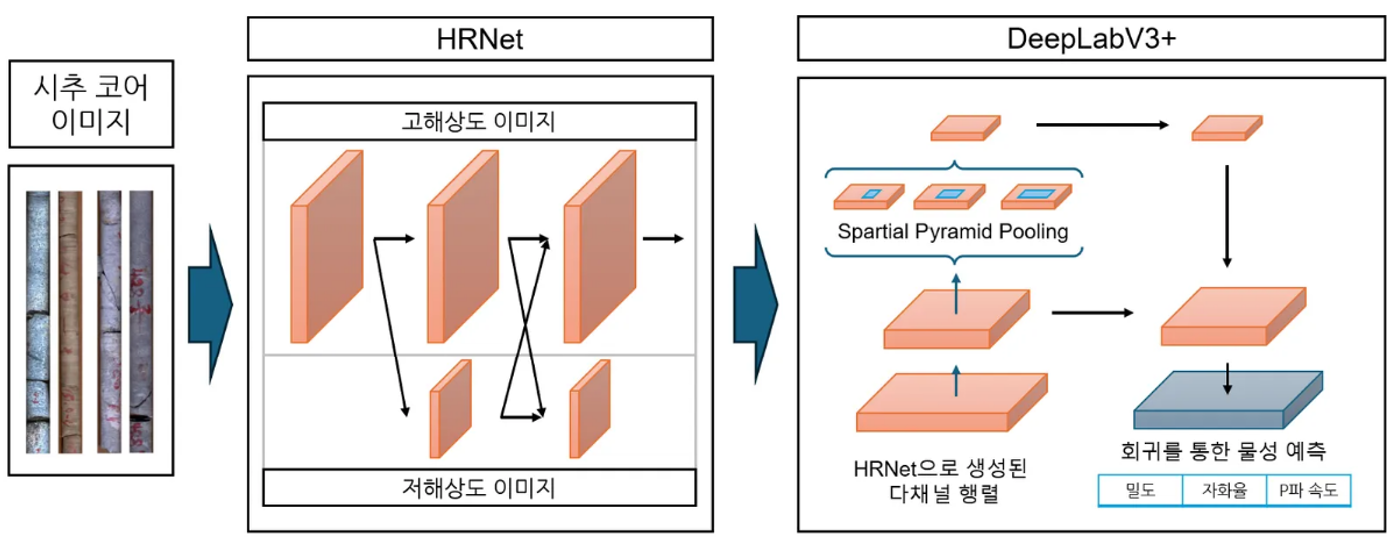 시추 코어
이미지
HRNet
고해상도 이미지
저해상도 이미지
DeepLabV3+
Spartial Pyramid Pooling
HRNet으로 생성된
다채널 행렬
회귀를 통한 물성 예측
밀도 자화율 P파 속도